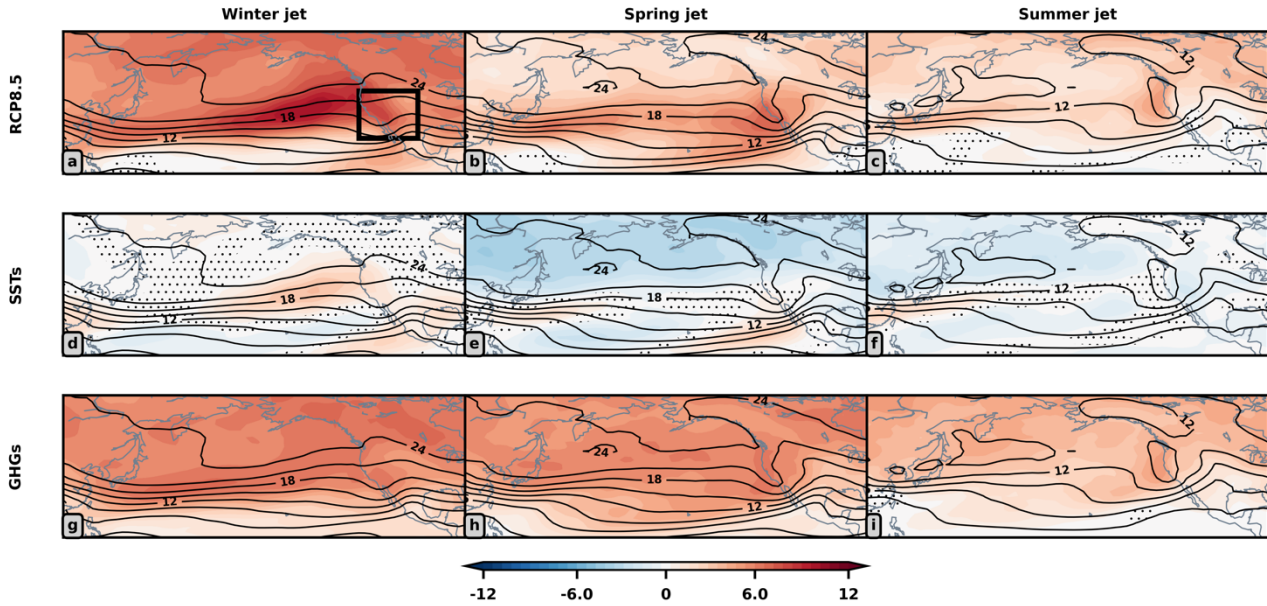 Winter jet Spring jet Summer jet
RCP8.5
24 18 12 a
24 24 18 12 b
12 12 c
SSTs
24 18 12 d
24 24 18 12 e
12 12 f
GHGs
24 18 12 g
24 24 18 12 h
12 12 i
-12 -6.0 0 6.0 12